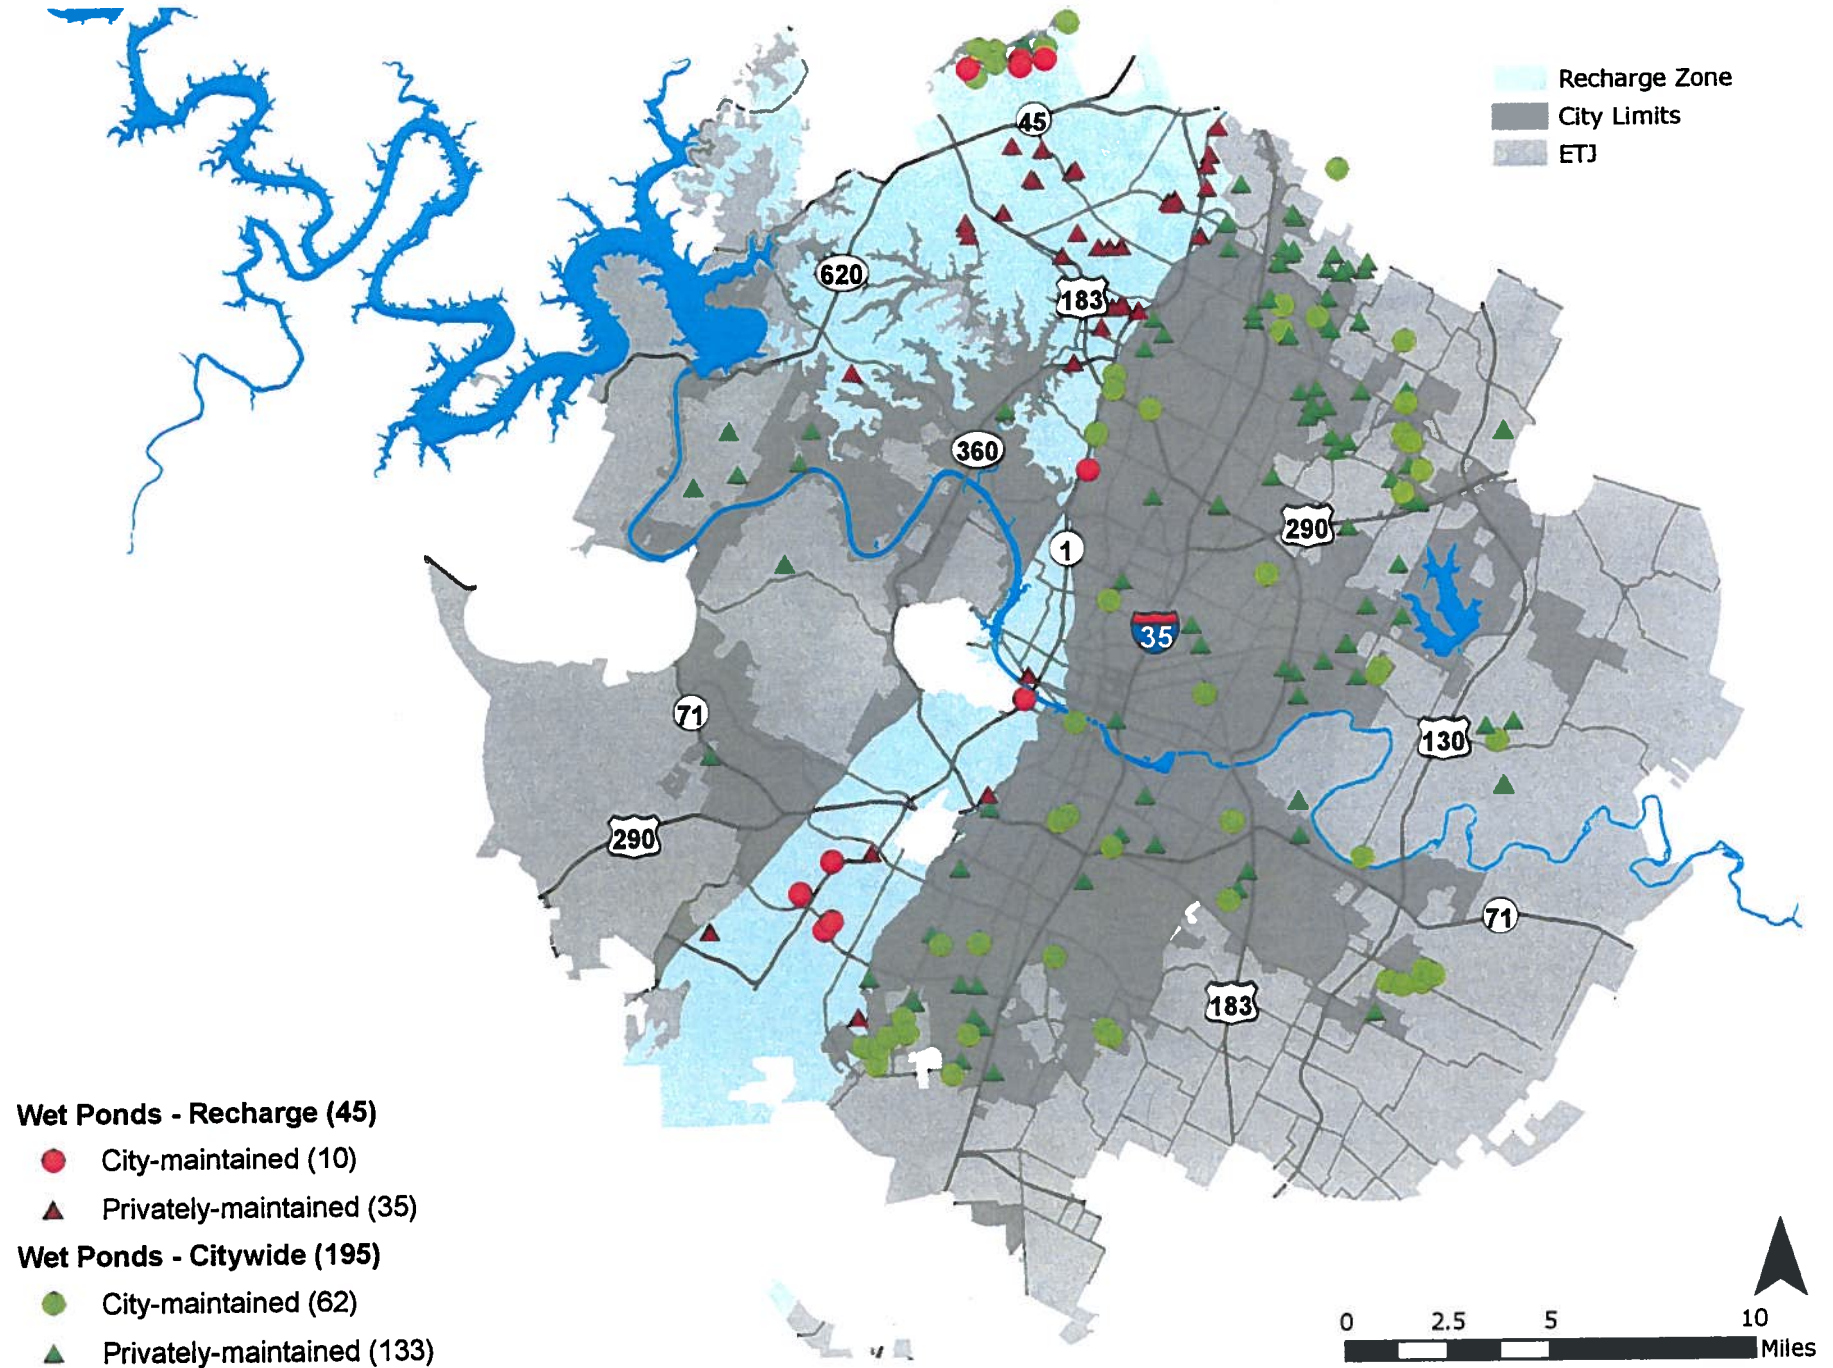 Recharge Zone
City Limits
ETJ
45
620
183
360
290
1
35
71
130
290
71
183
Wet Ponds - Recharge (45)
City-maintained (10)
Privately-maintained (35)
Wet Ponds - Citywide (195)
City-maintained (62)
Privately-maintained (133)
0 2.5 5 10
Miles